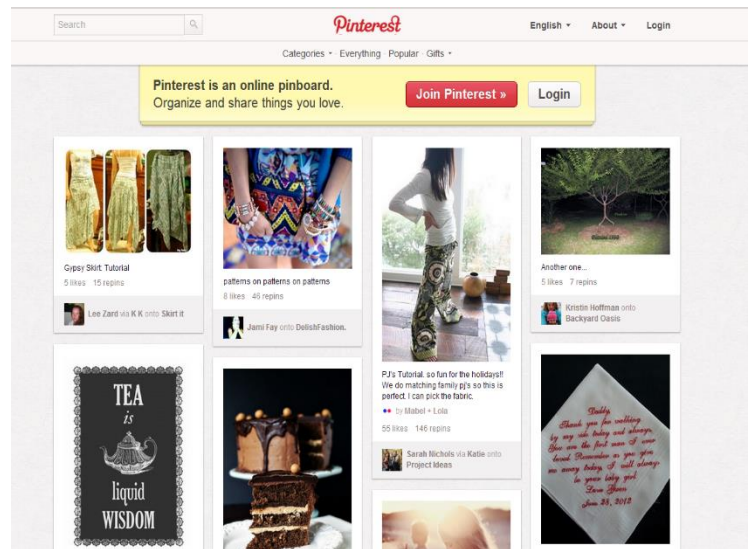 Search
Pinterest
English
About
Login
Categories · Everything · Popular · Gifts
Pinterest is an online pinboard.
Organize and share things you love.
Join Pinterest »
Login
Gypsy Skirt: Tutorial
5 likes 15 repins
Lee Zard via K K onto Skirt it
patterns on patterns on patterns
8 likes 46 repins
Jami Fay onto DelishFashion.
PJ's Tutorial. so fun for the holidays!!
We do matching family pj's so this is
perfect. I can pick the fabric.
by Mabel + Lola
55 likes 146 repins
Sarah Nichols via Katie onto
Project Ideas
Another one...
5 likes 7 repins
Kristin Hoffman onto
Backyard Oasis
TEA
is
liquid
WISDOM
Daddy,
Thank you for walking
by my side today and always,
You are the first man I ever
loved. Remember as you give
me away today, I will always
be your baby girl.
Love
June 23, 2012